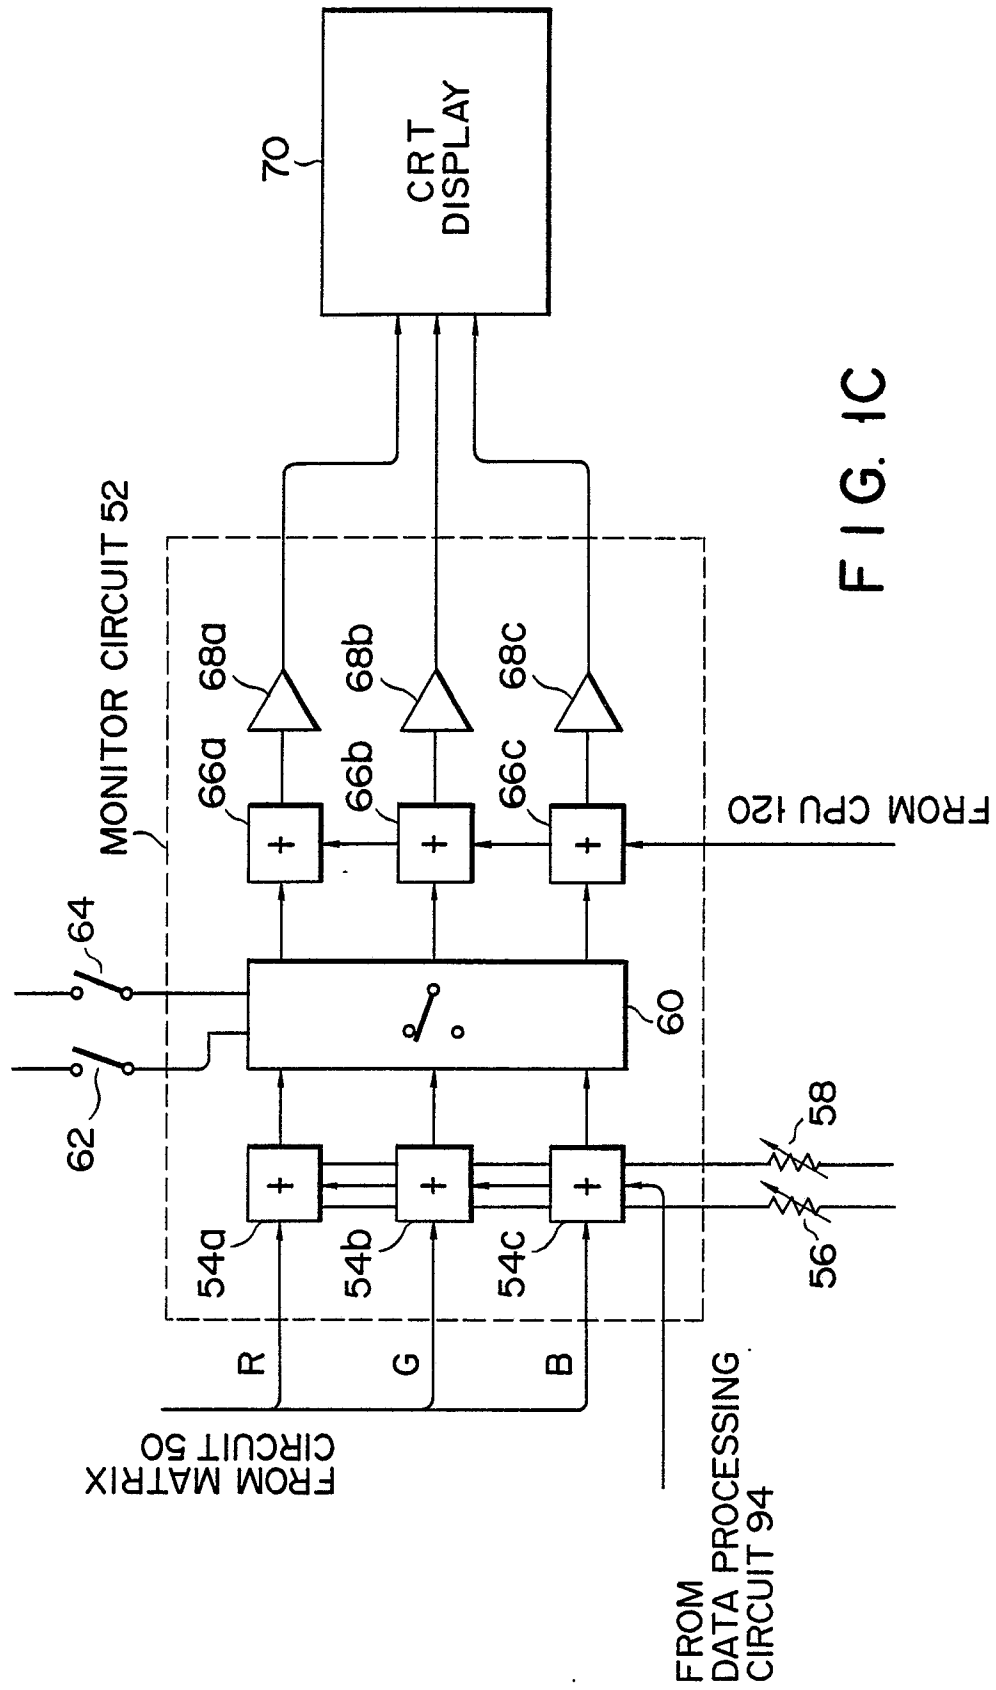 MONITOR CIRCUIT 52
62
64
70
CRT
DISPLAY
FROM MATRIX
CIRCUIT 50
R
G
B
54a
54b
54c
66a
66b
66c
68a
68b
68c
60
56
58
FROM
DATA PROCESSING
CIRCUIT 94
FROM CPU 120
FIG. 1C